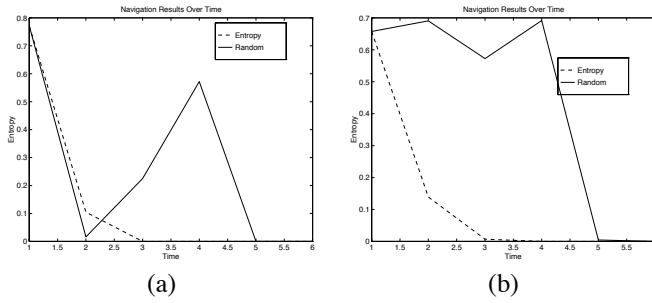 Navigation Results Over Time
0.8
0.7
0.6
0.5
0.4
0.3
0.2
0.1
0
Entropy
Entropy
Random
1 1.5 2 2.5 3 3.5 4 4.5 5 5.5 6
Time
(a)
Navigation Results Over Time
0.7
0.6
0.5
0.4
0.3
0.2
0.1
0
Entropy
Entropy
Random
1 1.5 2 2.5 3 3.5 4 4.5 5 5.5
Time
(b)